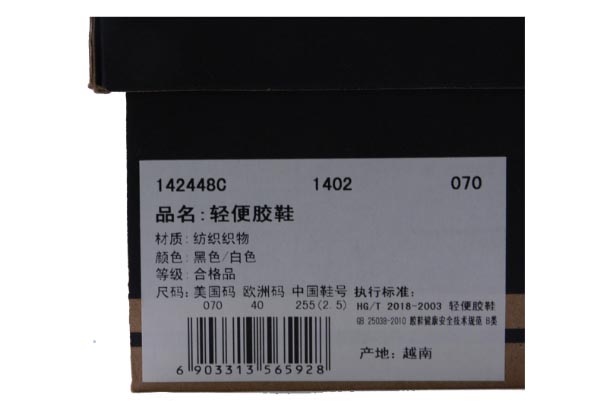 142448C 1402 070
品名:轻便胶鞋
材质:纺织织物
颜色:黑色/白色
等级:合格品
尺码:美国码 欧洲码 中国鞋号 执行标准:
070 40 255(2.5) HG/T 2018-2003 轻便胶鞋
GB 25038-2010 胶鞋健康安全技术规范 B类
产地:越南
6 903313 565928